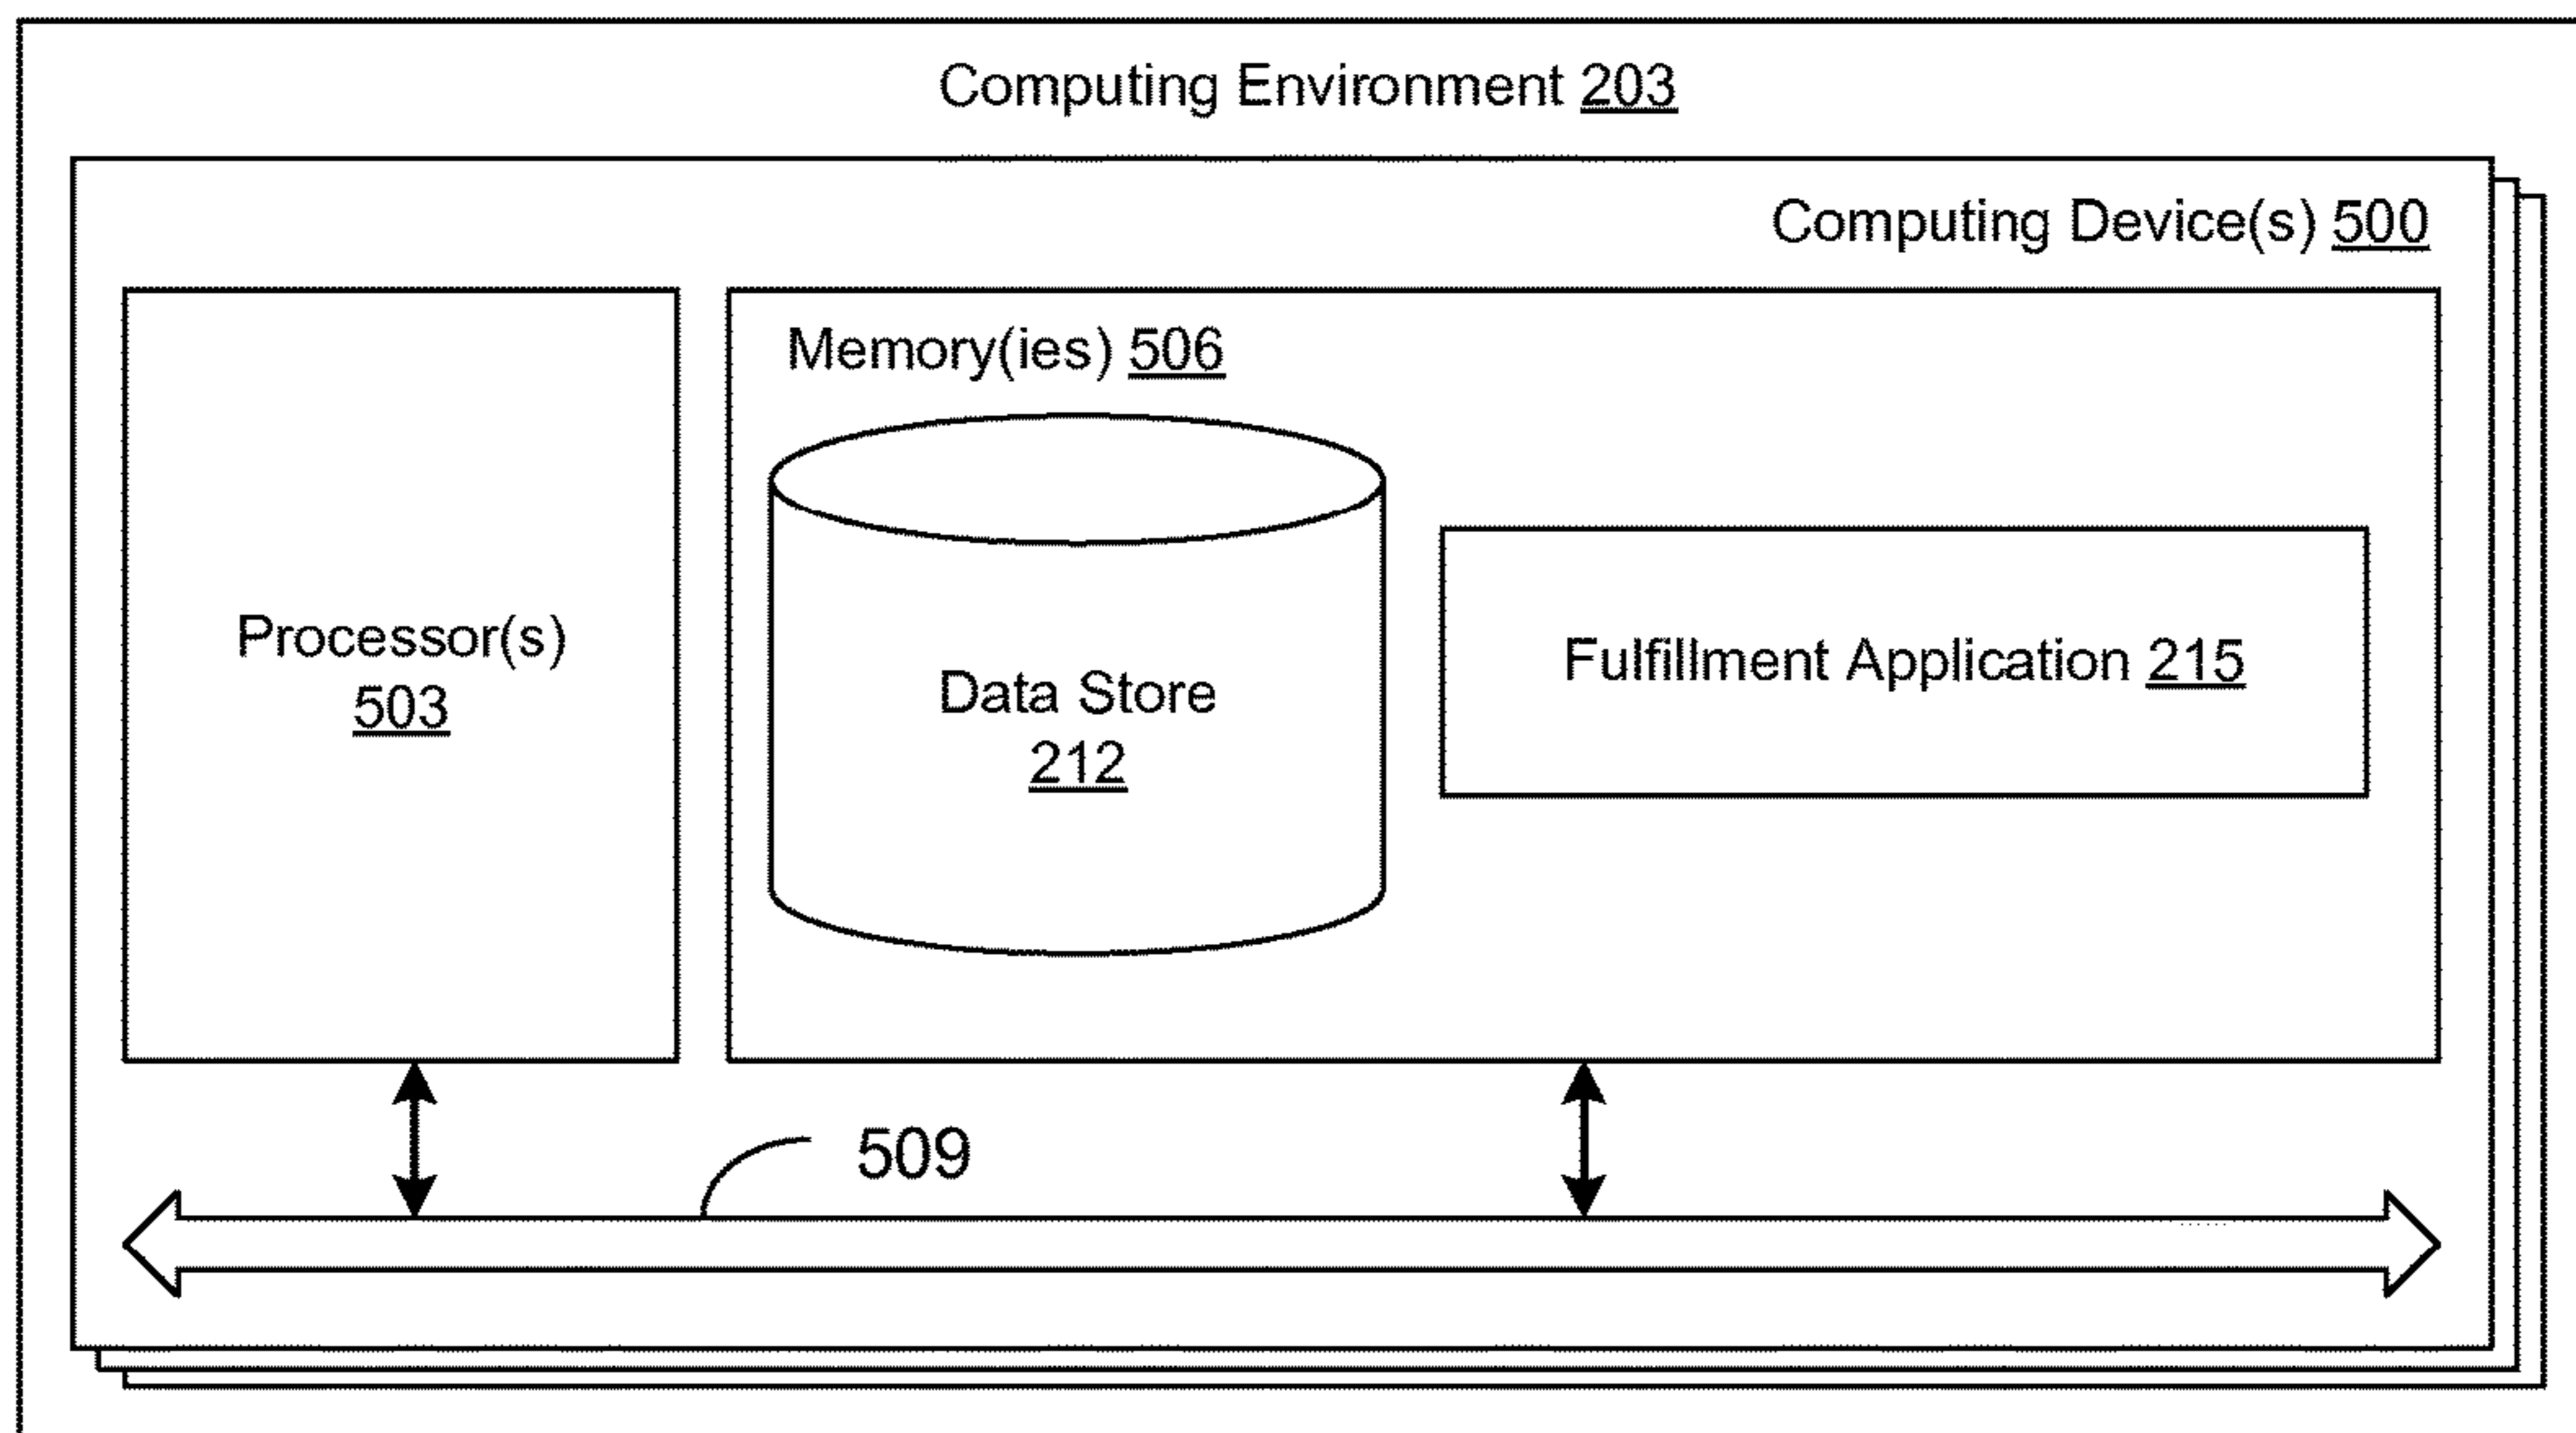 Computing Environment 203
Computing Device(s) 500
Memory(ies) 506
Processor(s)
503
Data Store
212
Fulfillment Application 215
509